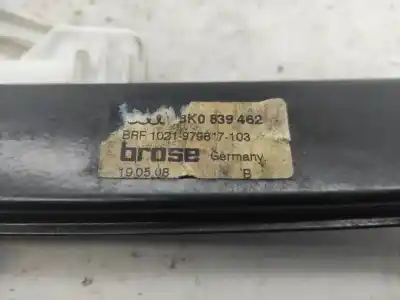 8K0 839 462
BRF 1021-979817-103
brose Germany
19.05.08 B